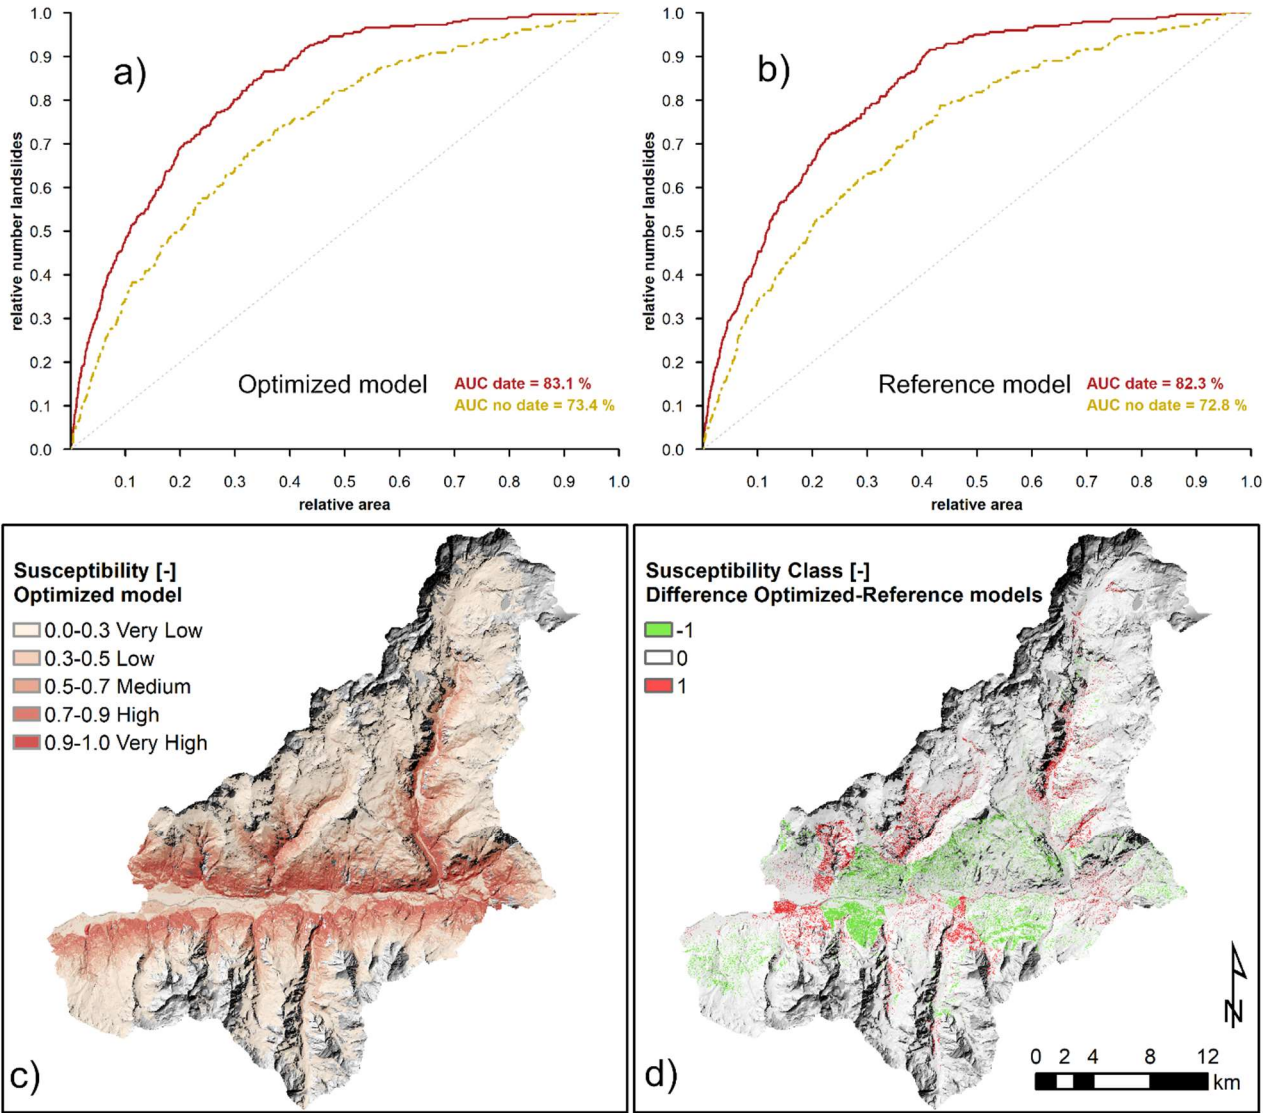 1.0
0.9
0.8
0.7
0.6
0.5
0.4
0.3
0.2
0.1
0.0
relative number landslides
a)
Optimized model
AUC date = 83.1 %
AUC no date = 73.4 %
0.1 0.2 0.3 0.4 0.5 0.6 0.7 0.8 0.9 1.0
relative area
1.0
0.9
0.8
0.7
0.6
0.5
0.4
0.3
0.2
0.1
0.0
relative number landslides
b)
Reference model
AUC date = 82.3 %
AUC no date = 72.8 %
0.1 0.2 0.3 0.4 0.5 0.6 0.7 0.8 0.9 1.0
relative area
Susceptibility [-]
Optimized model
0.0-0.3 Very Low
0.3-0.5 Low
0.5-0.7 Medium
0.7-0.9 High
0.9-1.0 Very High
c)
Susceptibility Class [-]
Difference Optimized-Reference models
-1
0
1
N
0 2 4 8 12
km
d)